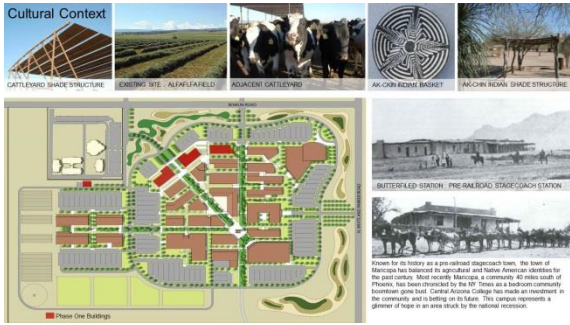 Cultural Context
CATTLEYARD SHADE STRUCTURE
EXISTING SITE : ALFALFLA FIELD
ADJACENT CATTLEYARD
AK-CKIN INDIAN BASKET
AK-CHIN INDIAN SHADE STRUCTURE
BOWLIN ROAD
BUTTERFILED STATION : PRE-RAILROAD STAGECOACH STATION
Known for its history as a pre-railroad stagecoach town, the town of
Maricopa has balanced its agricultural and Native American identities for
the past century. Most recently Maricopa, a community 40 miles south of
Phoenix, has been chronicled by the NY Times as a bedroom community
boomtown gone bust. Central Arizona College has made an investment in
the community and is betting on its future. This campus represents a
glimmer of hope in an area struck by the national recession.
Phase One Buildings